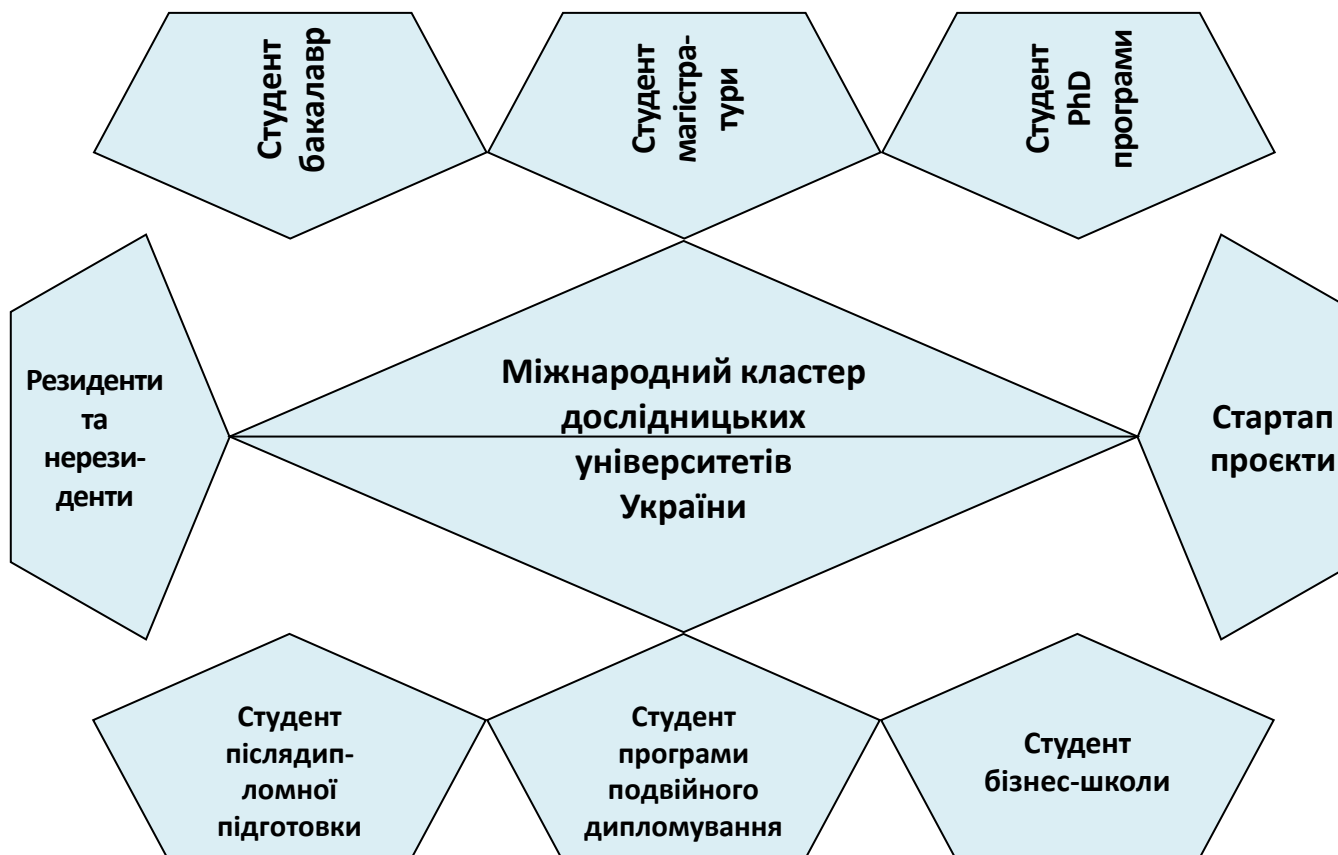 Студент
бакалавр
Студент
магістра-
тури
Студент
PhD
програми
Резиденти
та
нерези-
денти
Міжнародний кластер
дослідницьких
університетів
України
Стартап
проєкти
Студент
післядип-
ломної
підготовки
Студент
програми
подвійного
дипломування
Студент
бізнес-школи